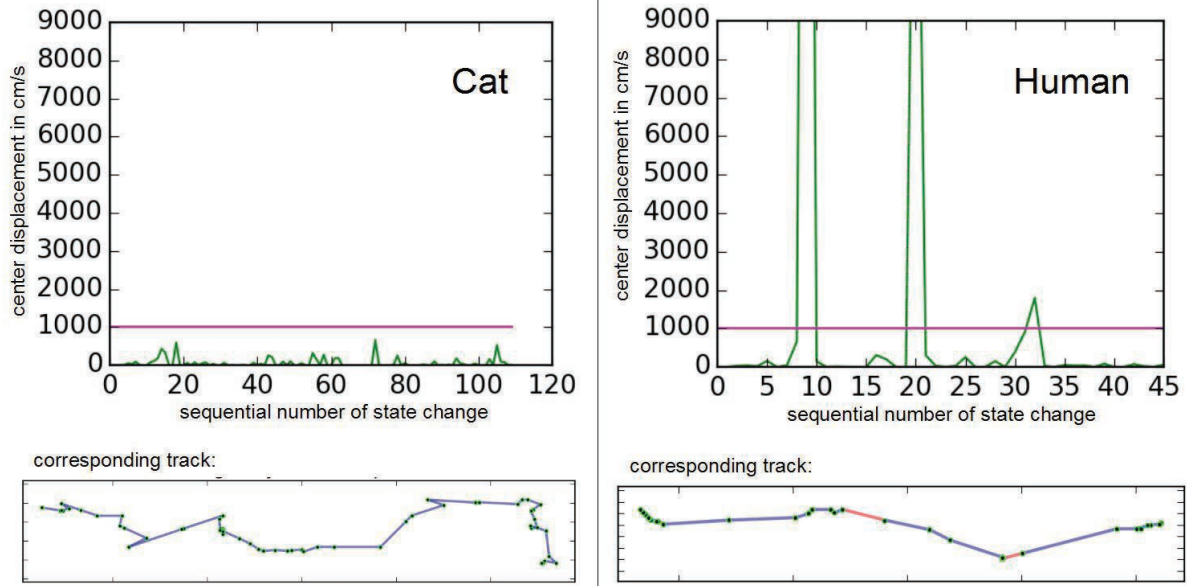 9000
8000
7000
6000
5000
4000
3000
2000
1000
0
center displacement in cm/s
Cat
0 20 40 60 80 100 120
sequential number of state change
corresponding track:
9000
8000
7000
6000
5000
4000
3000
2000
1000
0
center displacement in cm/s
Human
0 5 10 15 20 25 30 35 40 45
sequential number of state change
corresponding track: